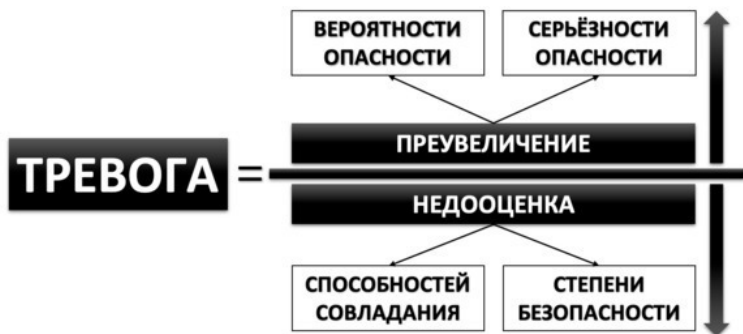 ВЕРОЯТНОСТИ
ОПАСНОСТИ
СЕРЬЁЗНОСТИ
ОПАСНОСТИ
ПРЕУВЕЛИЧЕНИЕ
ТРЕВОГА =
НЕДООЦЕНКА
СПОСОБНОСТЕЙ
СОВЛАДАНИЯ
СТЕПЕНИ
БЕЗОПАСНОСТИ